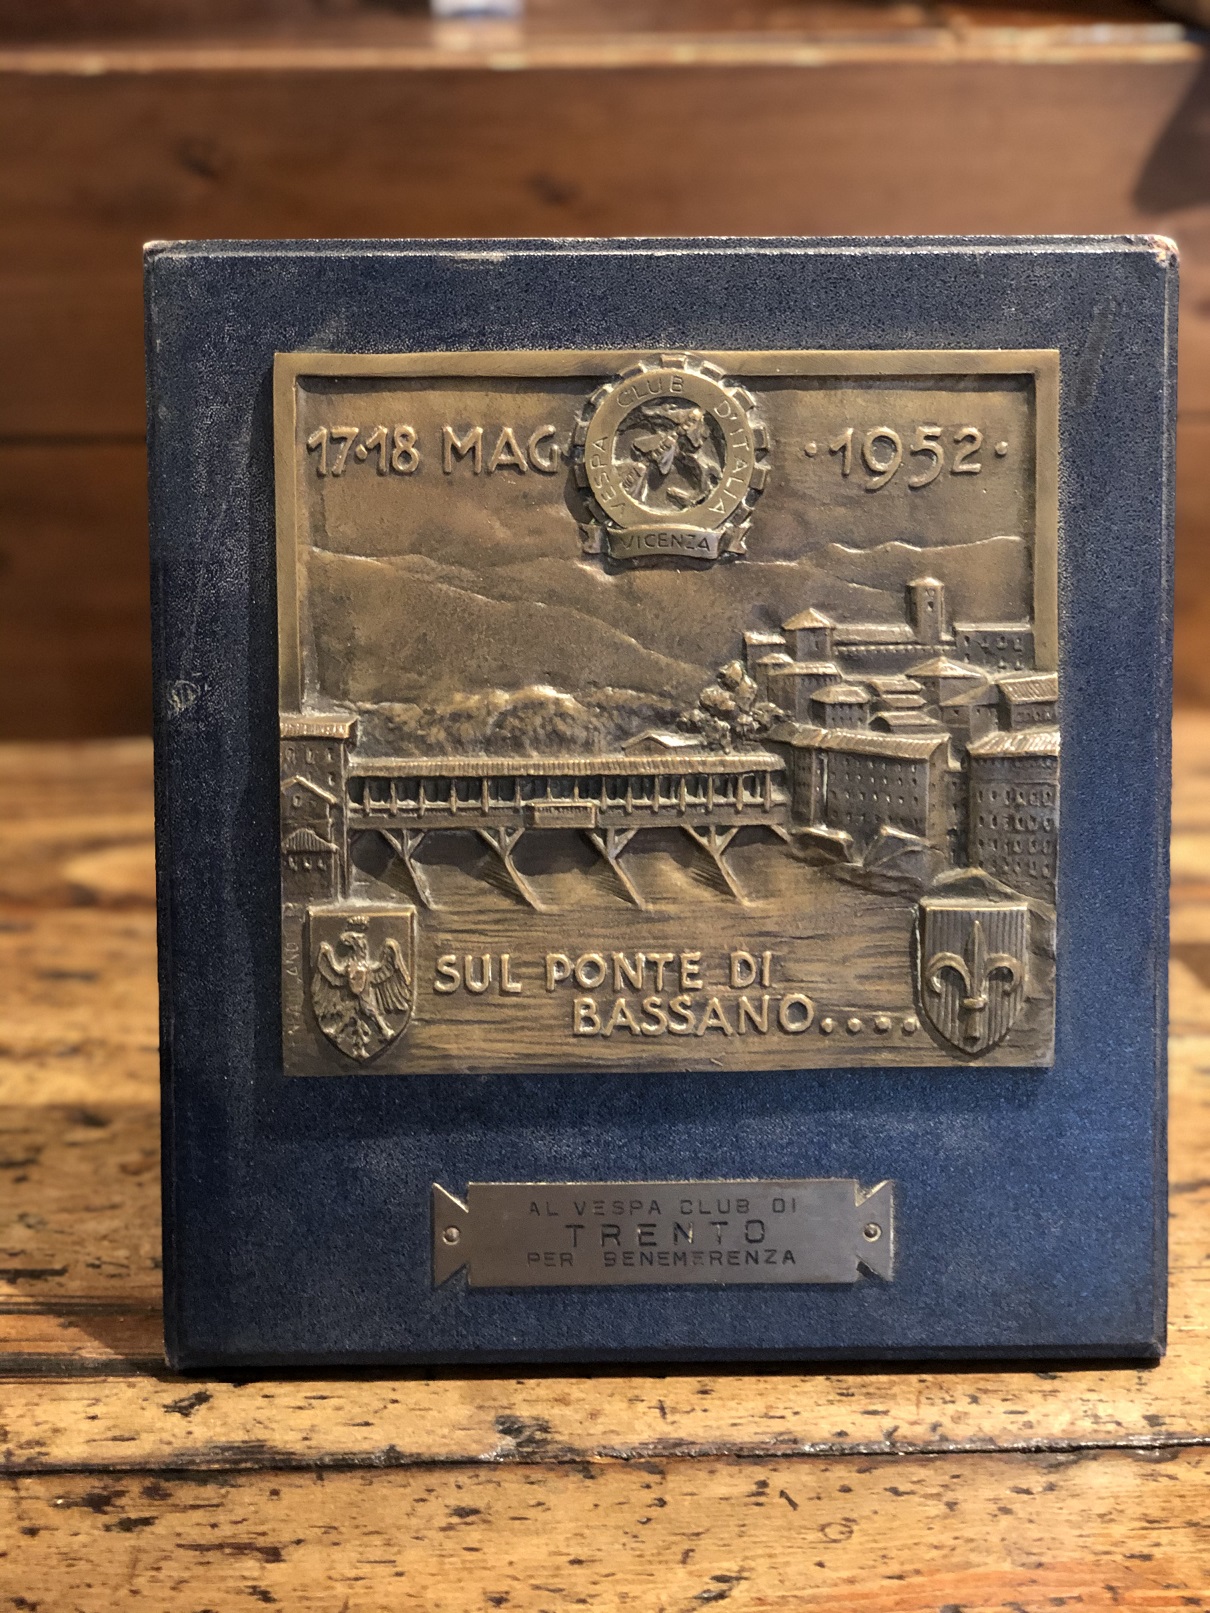 17·18 MAG· ·1952·
VESPA CLUB D'ITALIA
VICENZA
SUL PONTE DI
BASSANO.....
AL VESPA CLUB DI
TRENTO
PER BENEMERENZA